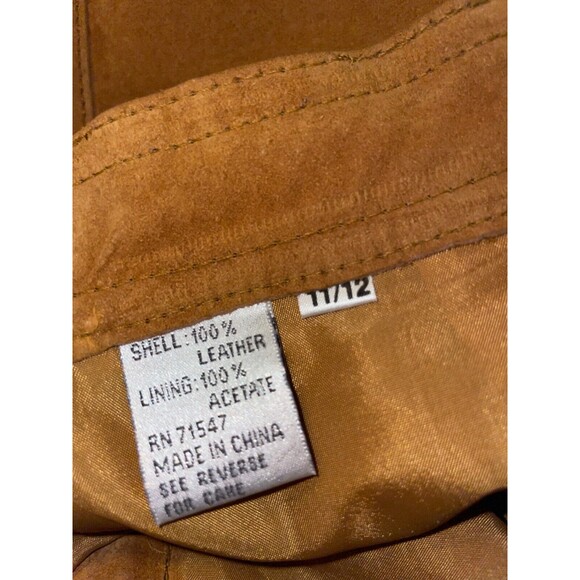 11/12
SHELL:100%
LEATHER
LINING:100%
ACETATE
RN 71547
MADE IN CHINA
SEE REVERSE
FOR CARE